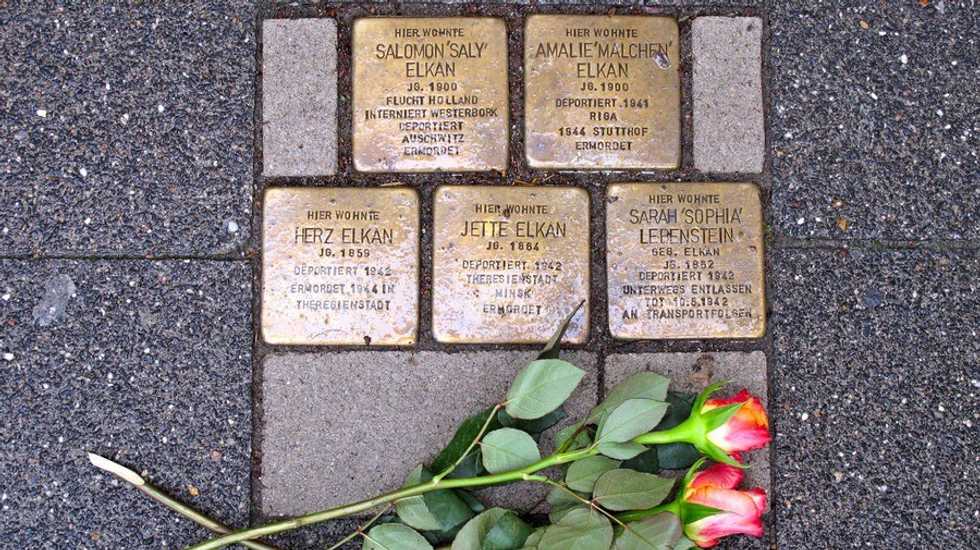 HIER WOHNTE
SALOMON 'SALY'
ELKAN
JG. 1900
FLUCHT HOLLAND
INTERNIERT WESTERBORK
DEPORTIERT
AUSCHWITZ
ERMORDET
HIER WOHNTE
AMALIE 'MALCHEN'
ELKAN
JG. 1900
DEPORTIERT 1941
RIGA
1944 STUTTHOF
ERMORDET
HIER WOHNTE
HERZ ELKAN
JG. 1859
DEPORTIERT 1942
ERMORDET 1944 IN
THERESIENSTADT
HIER WOHNTE
JETTE ELKAN
JG. 1864
DEPORTIERT 1942
THERESIENSTADT
MINSK
ERMORDET
HIER WOHNTE
SARAH 'SOPHIA'
LEBENSTEIN
GEB. ELKAN
JG. 1852
DEPORTIERT 1942
UNTERWEGS ENTLASSEN
TOT 10.5.1942
AN TRANSPORTFOLGEN